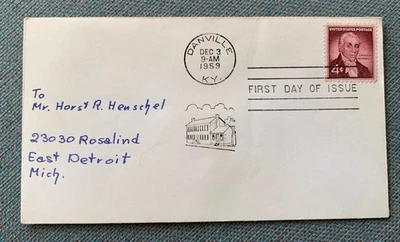 DANVILLE
DEC 3
9-AM
1959
KY.
UNITED STATES POSTAGE
4¢
FIRST DAY OF ISSUE
To
Mr. Horst R. Henschel
23030 Rosalind
East Detroit
Mich.